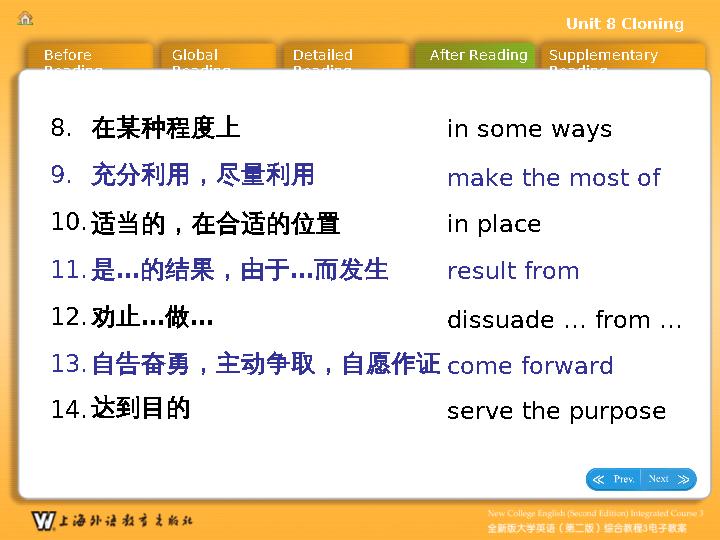 Unit 8 Cloning
Before Reading
Global Reading
Detailed Reading
After Reading
Supplementary Reading
8. 在某种程度上 in some ways
9. 充分利用，尽量利用 make the most of
10. 适当的，在合适的位置 in place
11. 是…的结果，由于…而发生 result from
12. 劝止…做… dissuade … from …
13. 自告奋勇，主动争取，自愿作证 come forward
14. 达到目的 serve the purpose
Prev. Next
上海外语教育出版社
New College English (Second Edition) Integrated Course 3
全新版大学英语（第二版）综合教程3电子教案